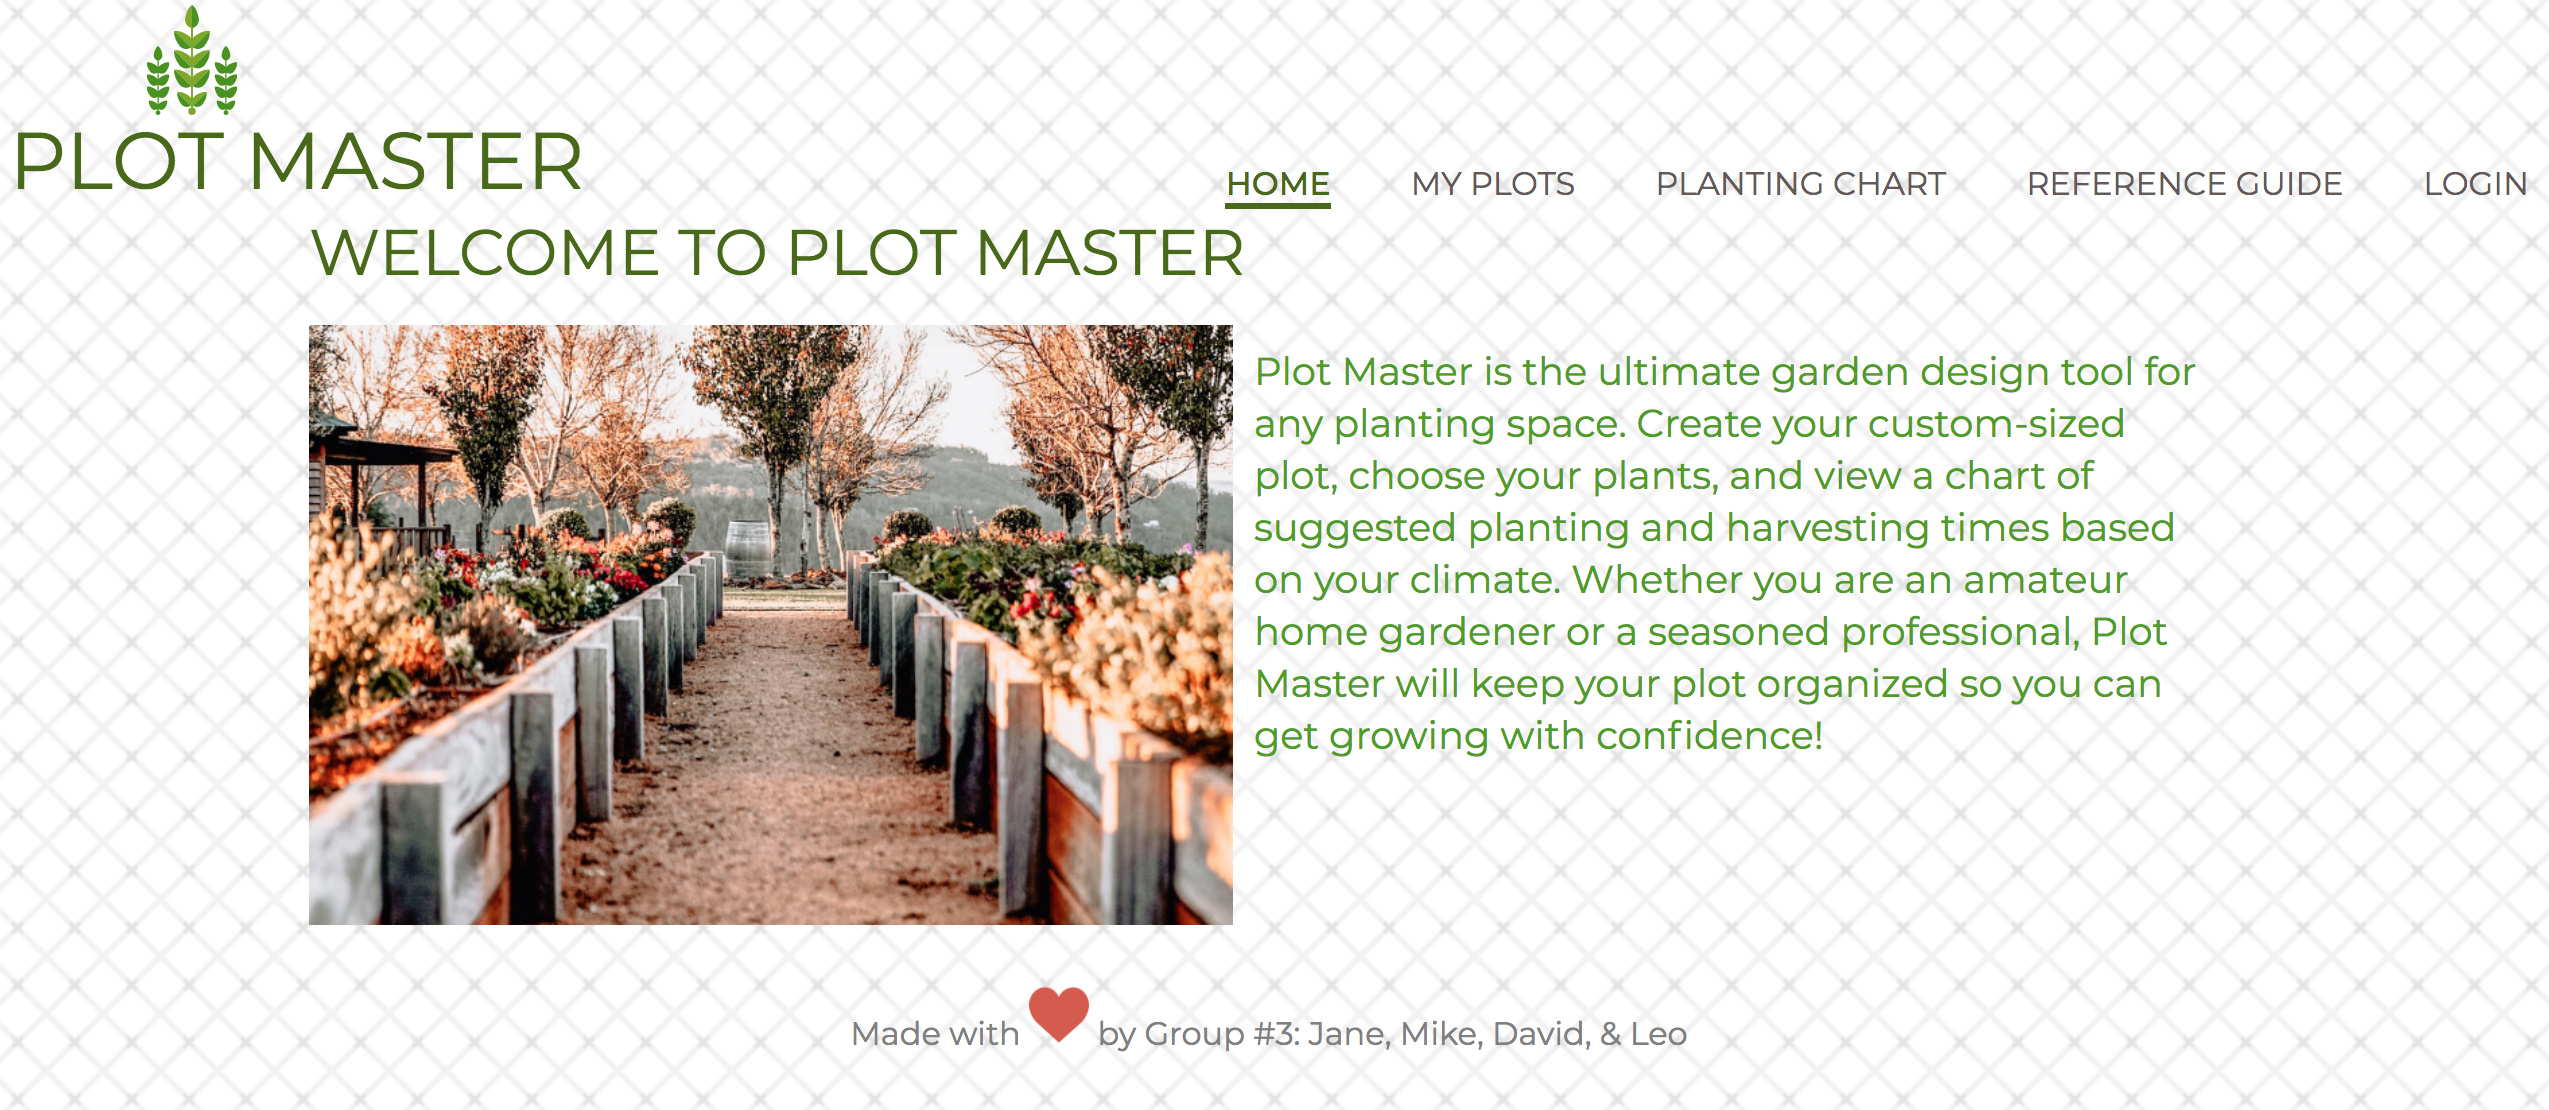 PLOT MASTER
HOME MY PLOTS PLANTING CHART REFERENCE GUIDE LOGIN
WELCOME TO PLOT MASTER
Plot Master is the ultimate garden design tool for
any planting space. Create your custom-sized
plot, choose your plants, and view a chart of
suggested planting and harvesting times based
on your climate. Whether you are an amateur
home gardener or a seasoned professional, Plot
Master will keep your plot organized so you can
get growing with confidence!
Made with ❤ by Group #3: Jane, Mike, David, & Leo